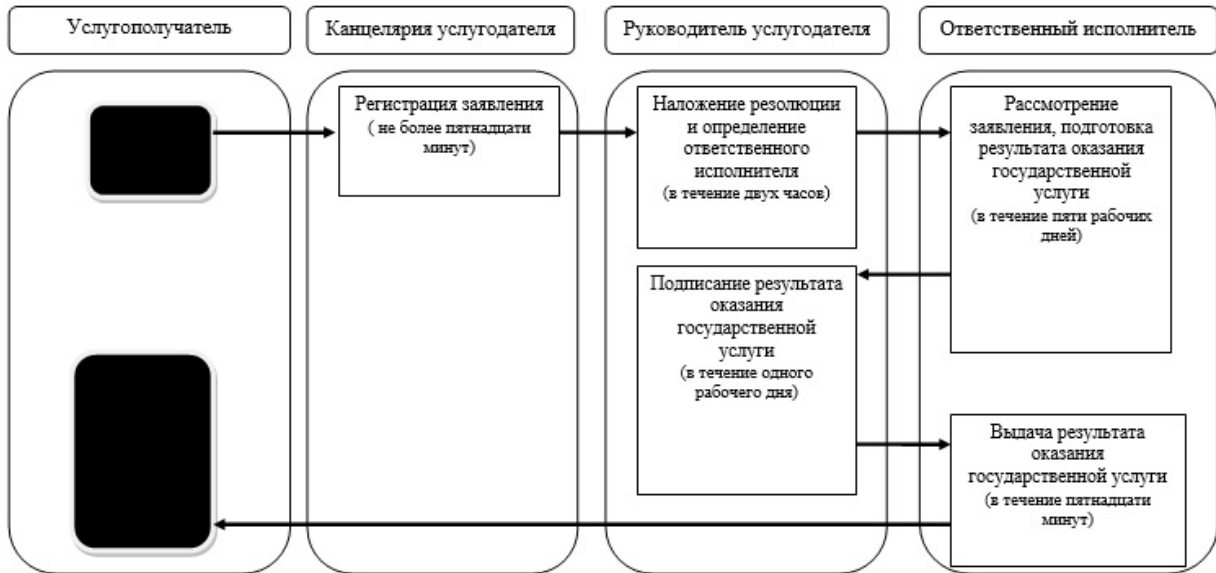 Услугополучатель
Канцелярия услугодателя
Руководитель услугодателя
Ответственный исполнитель
Регистрация заявления
( не более пятнадцати
минут)
Наложение резолюции
и определение
ответственного
исполнителя
(в течение двух часов)
Рассмотрение
заявления, подготовка
результата оказания
государственной
услуги
(в течение пяти рабочих
дней)
Подписание результата
оказания
государственной
услуги
(в течение одного
рабочего дня)
Выдача результата
оказания
государственной услуги
(в течение пятнадцати
минут)